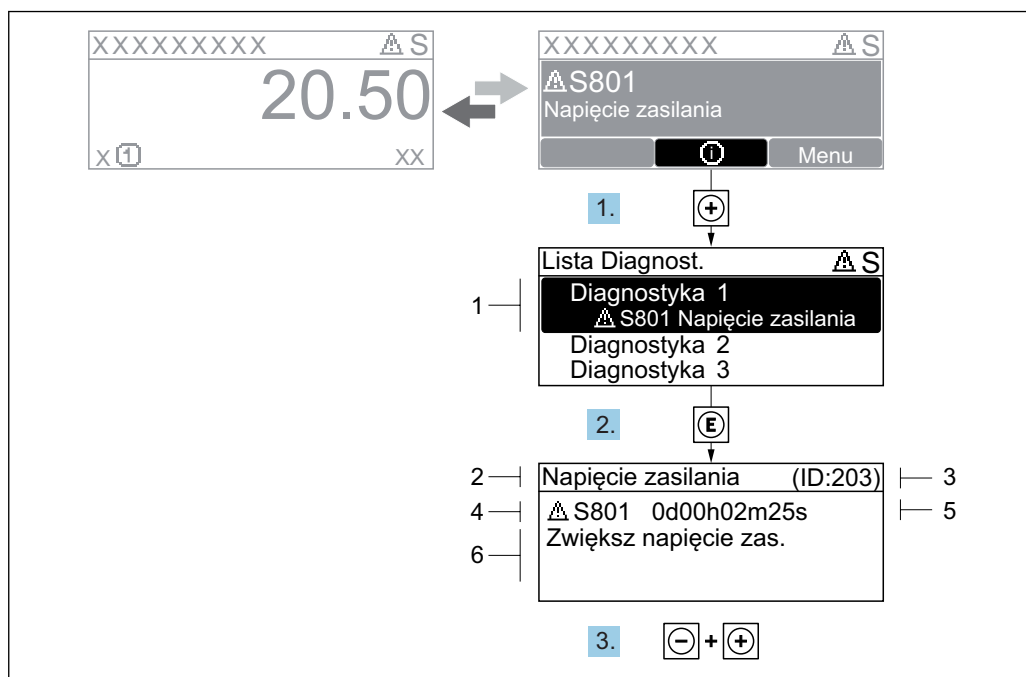 XXXXXXXXX ⚠ S
20.50
X ① XX
XXXXXXXXX ⚠ S
⚠S801
Napięcie zasilania
ⓘ Menu
1. +
Lista Diagnost. ⚠ S
1
Diagnostyka 1
⚠ S801 Napięcie zasilania
Diagnostyka 2
Diagnostyka 3
2. E
2 Napięcie zasilania (ID:203) 3
4 ⚠ S801 0d00h02m25s 5
6 Zwiększ napięcie zas.
3. - + +